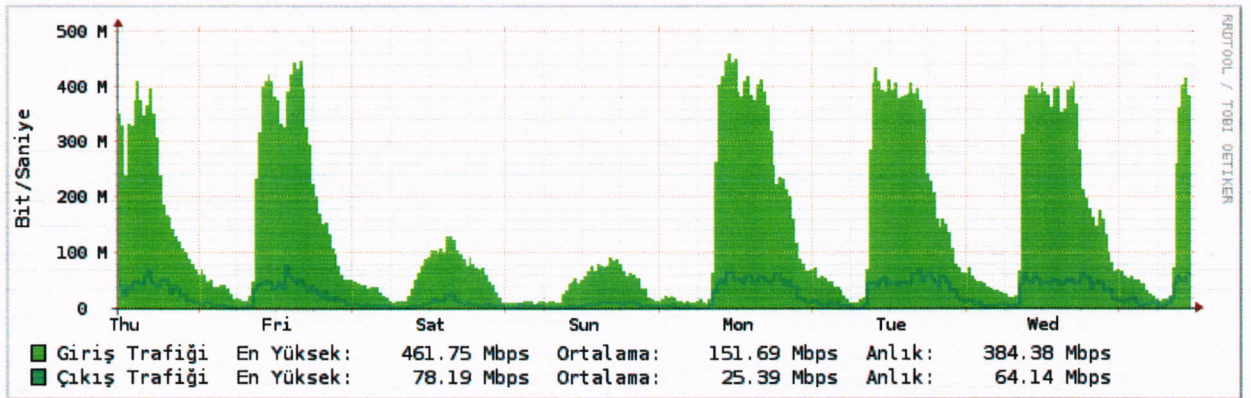 500 M
400 M
300 M
200 M
100 M
0
Bit/Saniye
RRDTOOL / TOBI OETIKER
Thu Fri Sat Sun Mon Tue Wed
Giriş Trafiği En Yüksek: 461.75 Mbps Ortalama: 151.69 Mbps Anlık: 384.38 Mbps
Çıkış Trafiği En Yüksek: 78.19 Mbps Ortalama: 25.39 Mbps Anlık: 64.14 Mbps